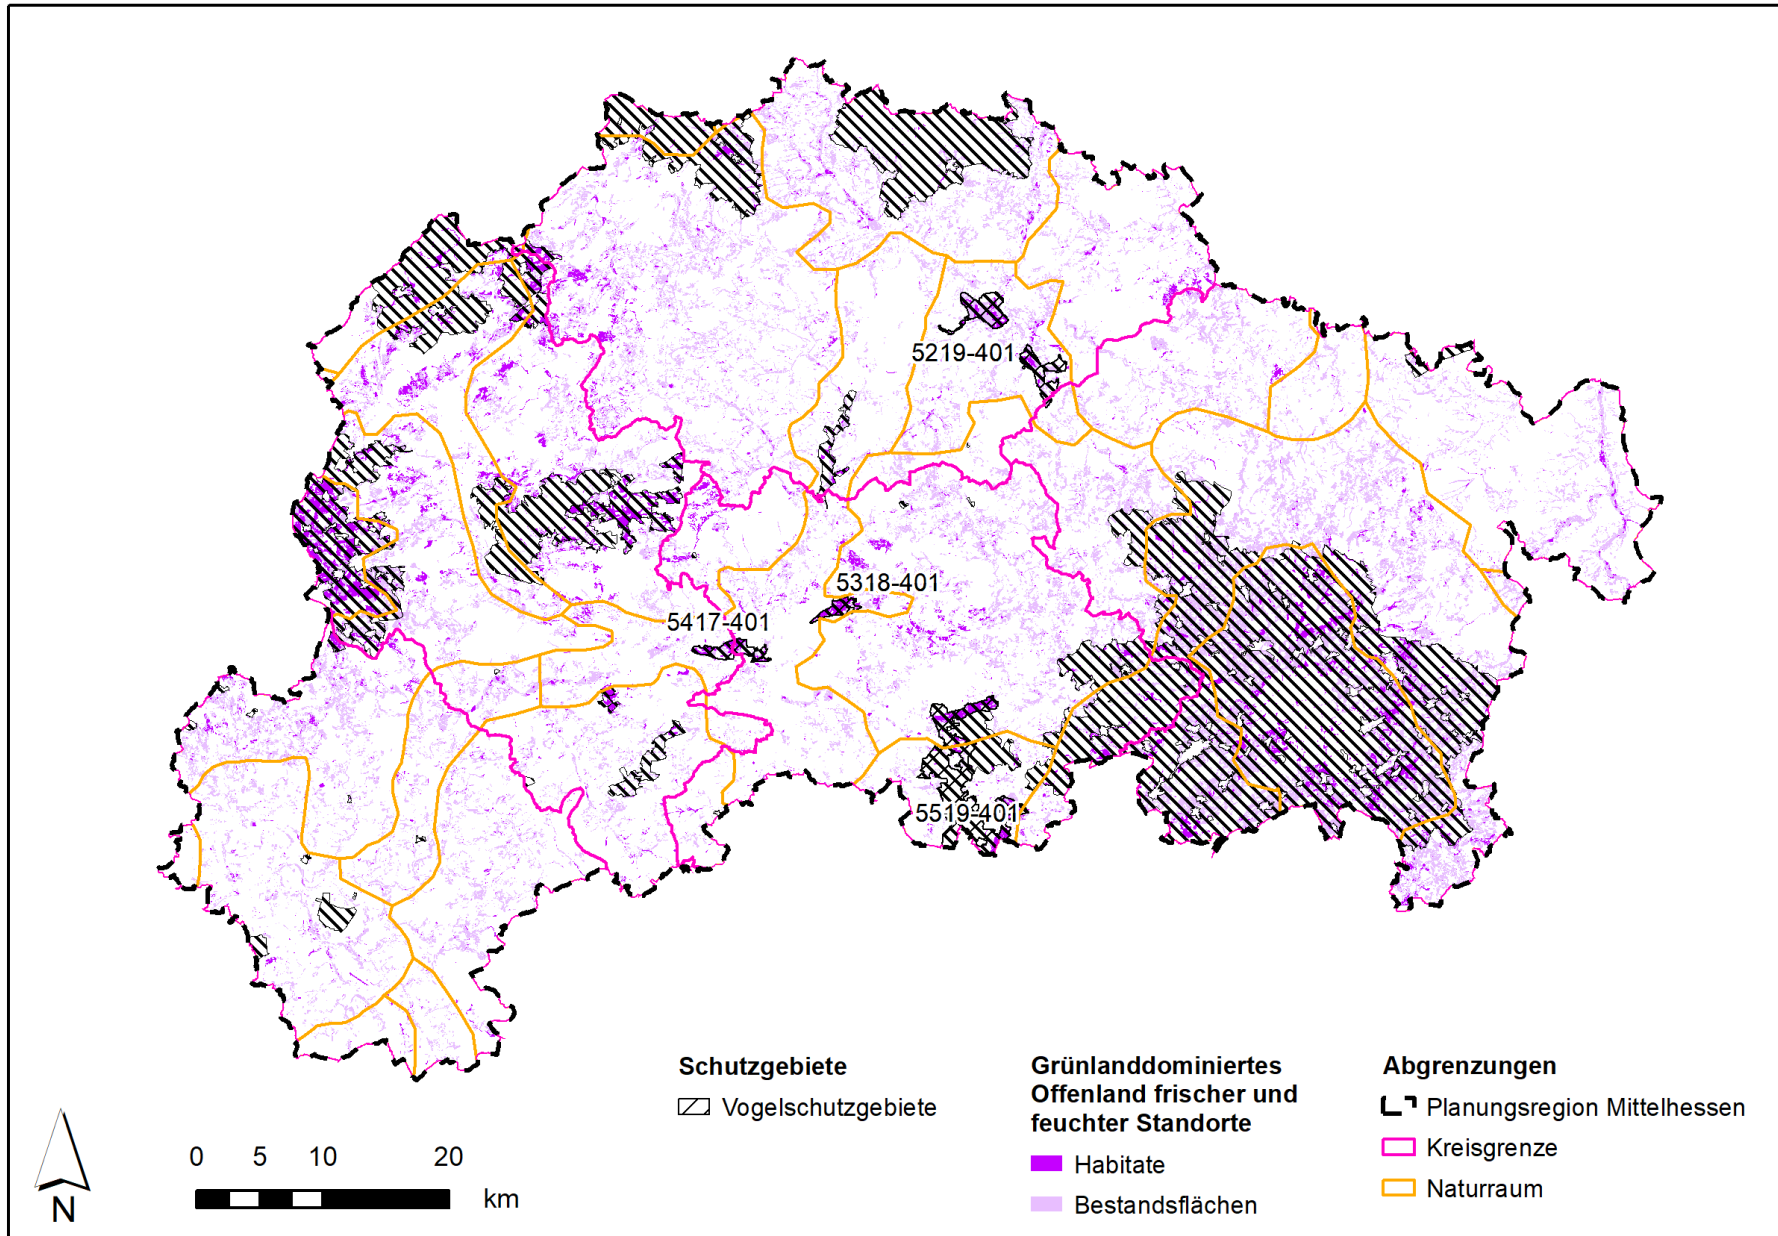 5219-401
5318-401
5417-401
5519-401
Schutzgebiete
Vogelschutzgebiete
Grünlanddominiertes
Offenland frischer und
feuchter Standorte
Habitate
Bestandsflächen
Abgrenzungen
Planungsregion Mittelhessen
Kreisgrenze
Naturraum
0 5 10 20
km
N